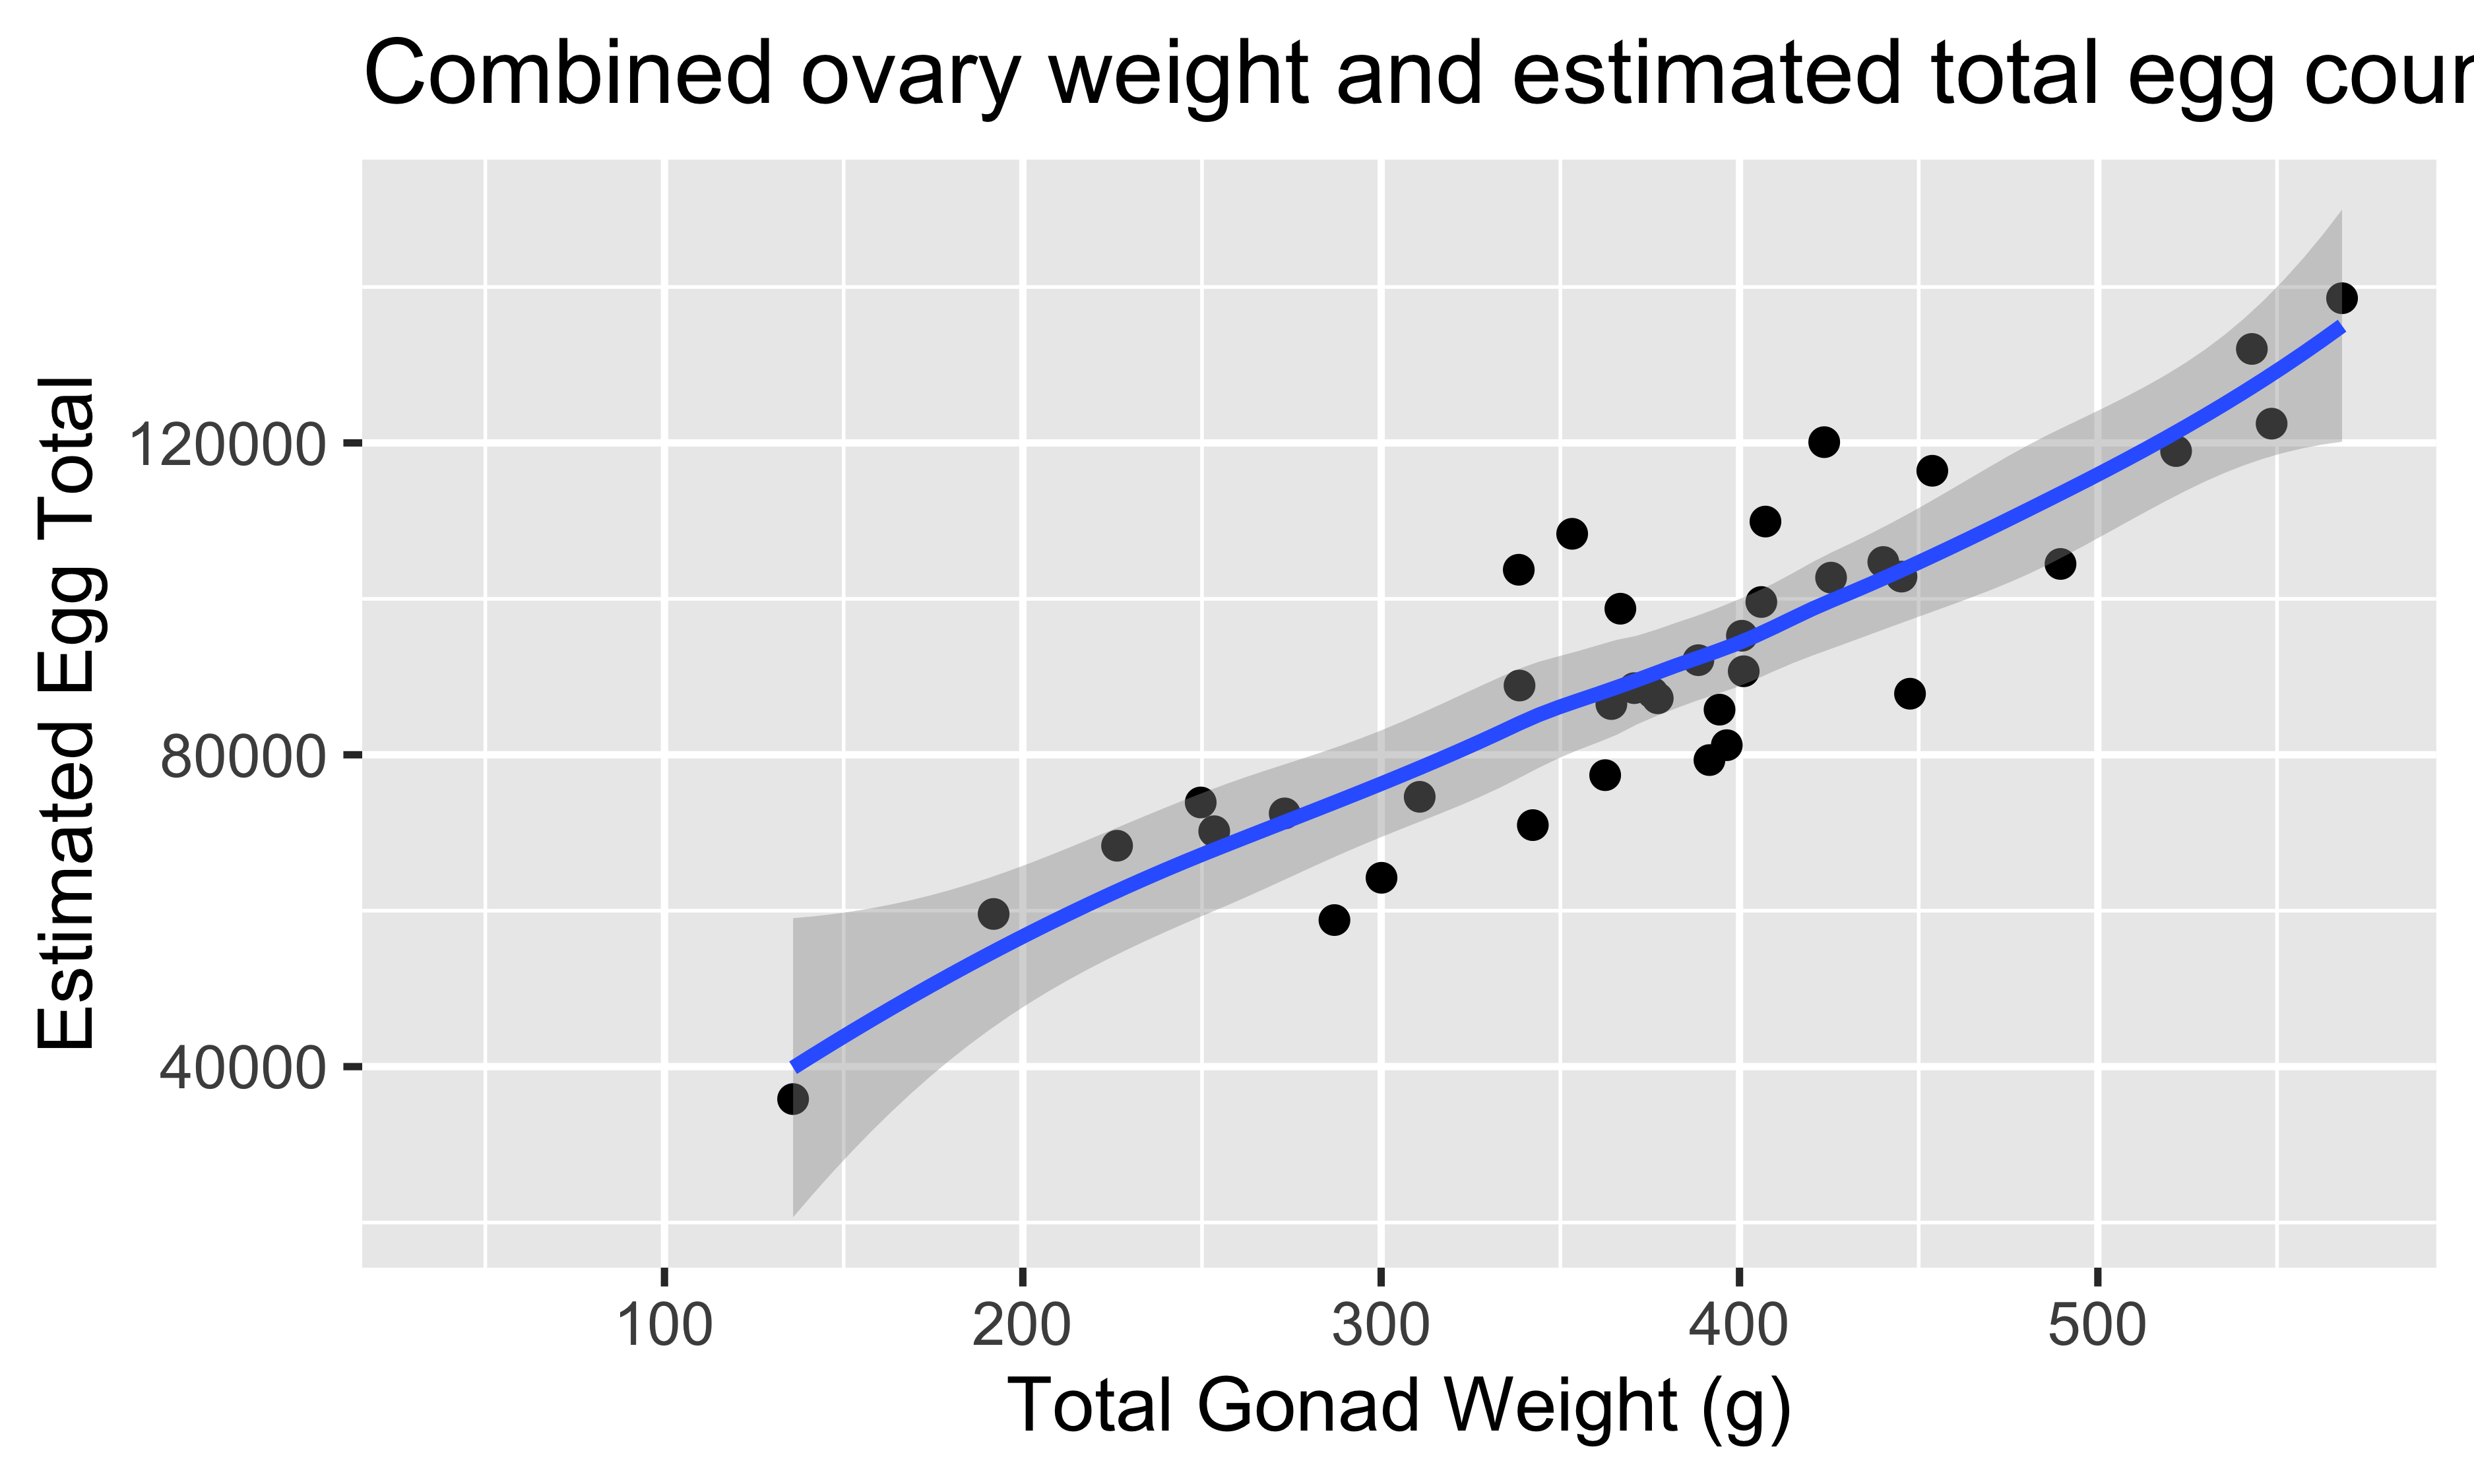 Combined ovary weight and estimated total egg
Estimated Egg Total
120000
80000
40000
100 200 300 400 500
Total Gonad Weight (g)